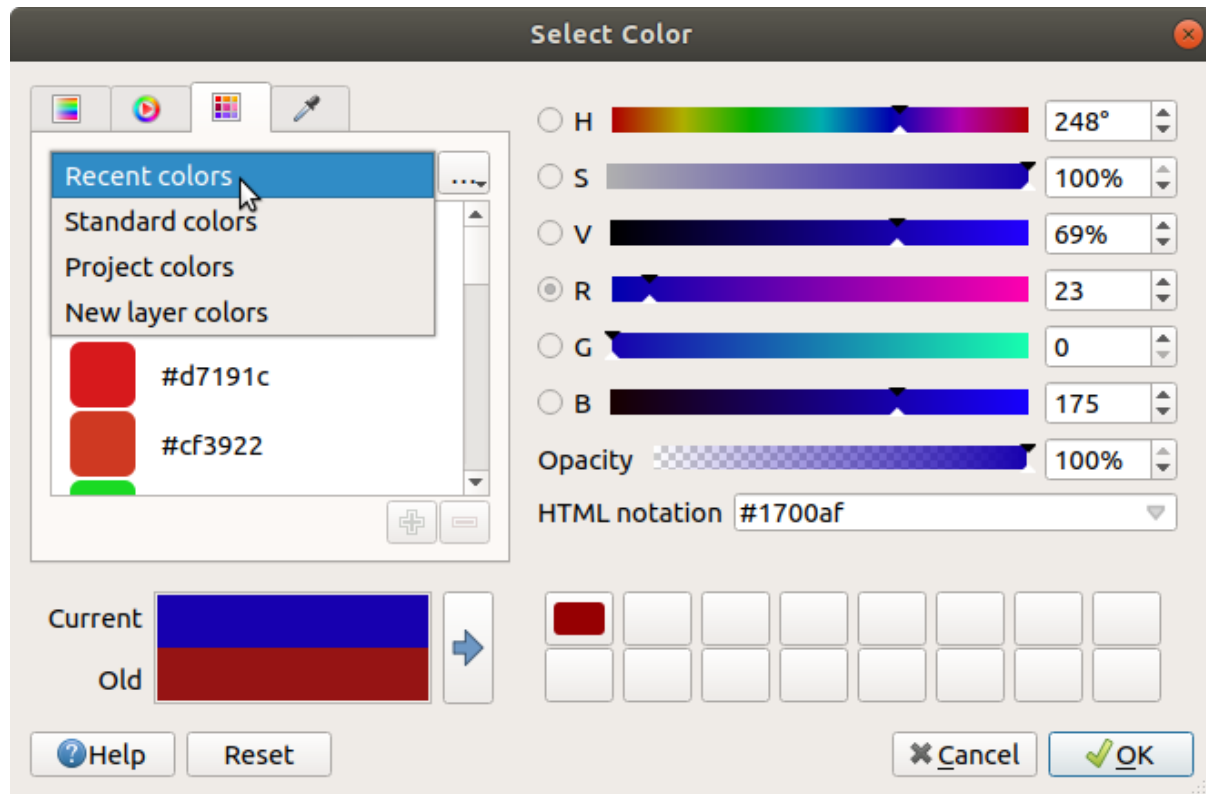 Select Color
Recent colors
...
Standard colors
Project colors
New layer colors
#d7191c
#cf3922
H 248°
S 100%
V 69%
R 23
G 0
B 175
Opacity 100%
HTML notation #1700af
Current
Old
Help
Reset
Cancel
OK